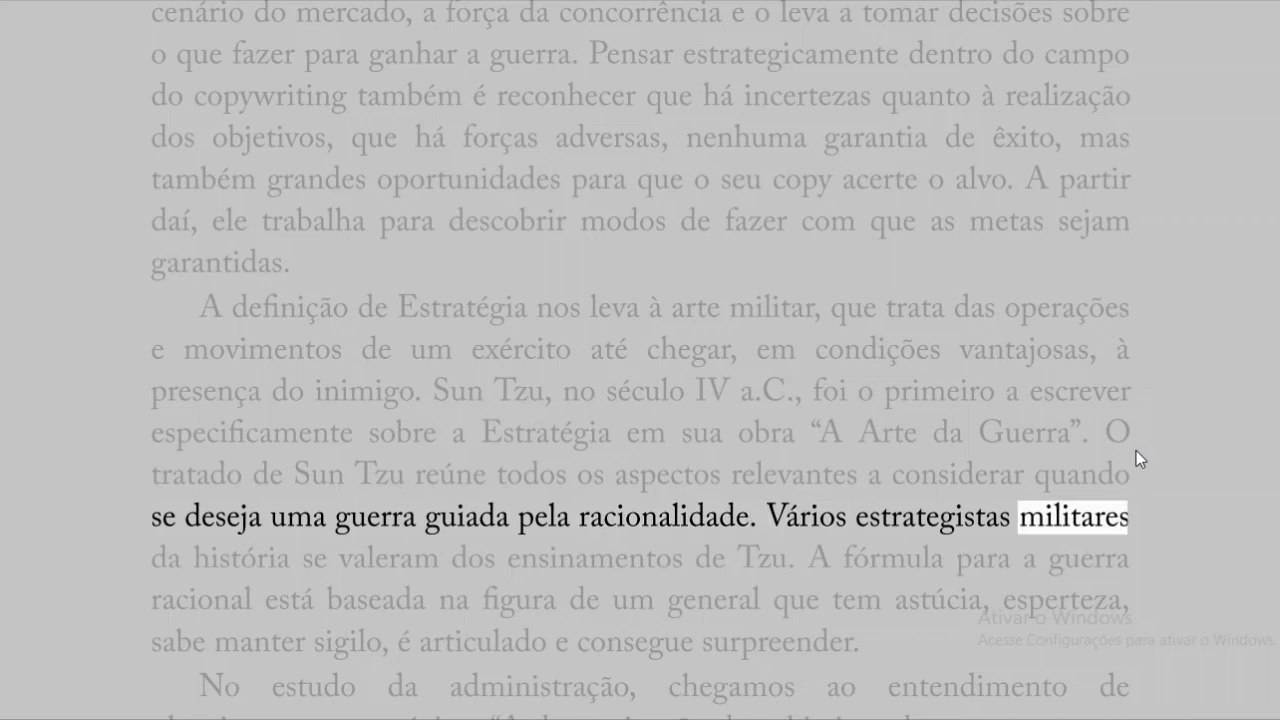 cenário do mercado, a força da concorrência e o leva a tomar decisões sobre
o que fazer para ganhar a guerra. Pensar estrategicamente dentro do campo
do copywriting também é reconhecer que há incertezas quanto à realização
dos objetivos, que há forças adversas, nenhuma garantia de êxito, mas
também grandes oportunidades para que o seu copy acerte o alvo. A partir
daí, ele trabalha para descobrir modos de fazer com que as metas sejam
garantidas.
A definição de Estratégia nos leva à arte militar, que trata das operações
e movimentos de um exército até chegar, em condições vantajosas, à
presença do inimigo. Sun Tzu, no século IV a.C., foi o primeiro a escrever
especificamente sobre a Estratégia em sua obra “A Arte da Guerra”. O
tratado de Sun Tzu reúne todos os aspectos relevantes a considerar quando
se deseja uma guerra guiada pela racionalidade. Vários estrategistas militares
da história se valeram dos ensinamentos de Tzu. A fórmula para a guerra
racional está baseada na figura de um general que tem astúcia, esperteza,
sabe manter sigilo, é articulado e consegue surpreender.
Ativar o Windows
Acesse Configurações para ativar o Windows.
No estudo da administração, chegamos ao entendimento de